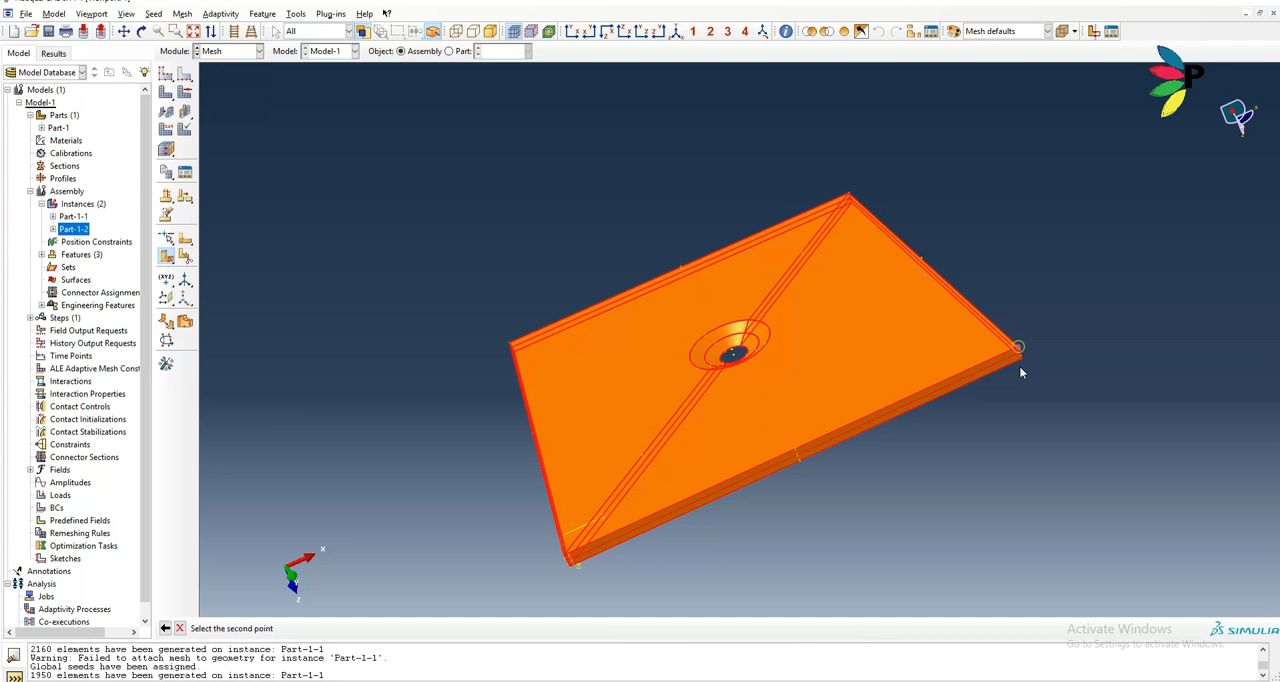 File Model Viewport View Seed Mesh Adaptivity Feature Tools Plug-ins Help
All 1 2 3 4 Mesh defaults
Model Results Module: Mesh Model: Model-1 Object: Assembly Part:
Model Database
Models (1)
Model-1
Parts (1)
Part-1
Materials
Calibrations
Sections
Profiles
Assembly
Instances (2)
Part-1-1
Part-1-2
Position Constraints
Features (3)
Sets
Surfaces
Connector Assignmen
Engineering Features
Steps (1)
Field Output Requests
History Output Requests
Time Points
ALE Adaptive Mesh Const
Interactions
Interaction Properties
Contact Controls
Contact Initializations
Contact Stabilizations
Constraints
Connector Sections
Fields
Amplitudes
Loads
BCs
Predefined Fields
Remeshing Rules
Optimization Tasks
Sketches
Annotations
Analysis
Jobs
Adaptivity Processes
Co-executions
P
x
z
Select the second point
Activate Windows
Go to Settings to activate Windows.
SIMULIA
2160 elements have been generated on instance: Part-1-1
Warning: Failed to attach mesh to geometry for instance 'Part-1-1'.
Global seeds have been assigned.
1950 elements have been generated on instance: Part-1-1
>>>